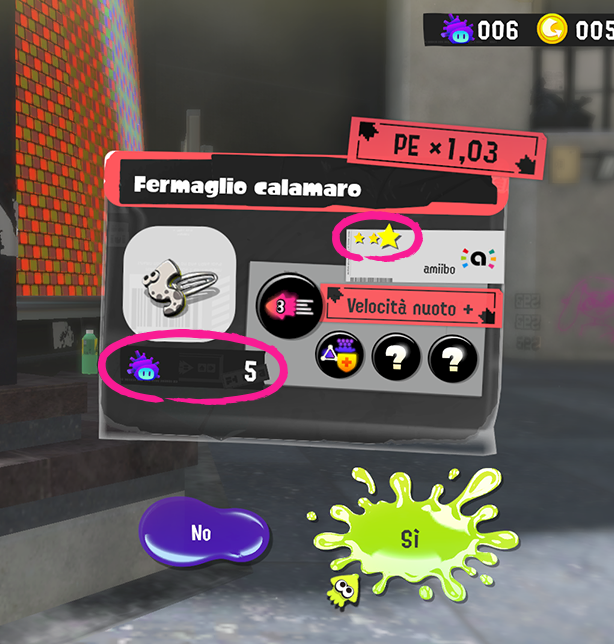 006 005
PE ×1,03
Fermaglio calamaro
amiibo a
3 Velocità nuoto +
? ?
5
No
Sì